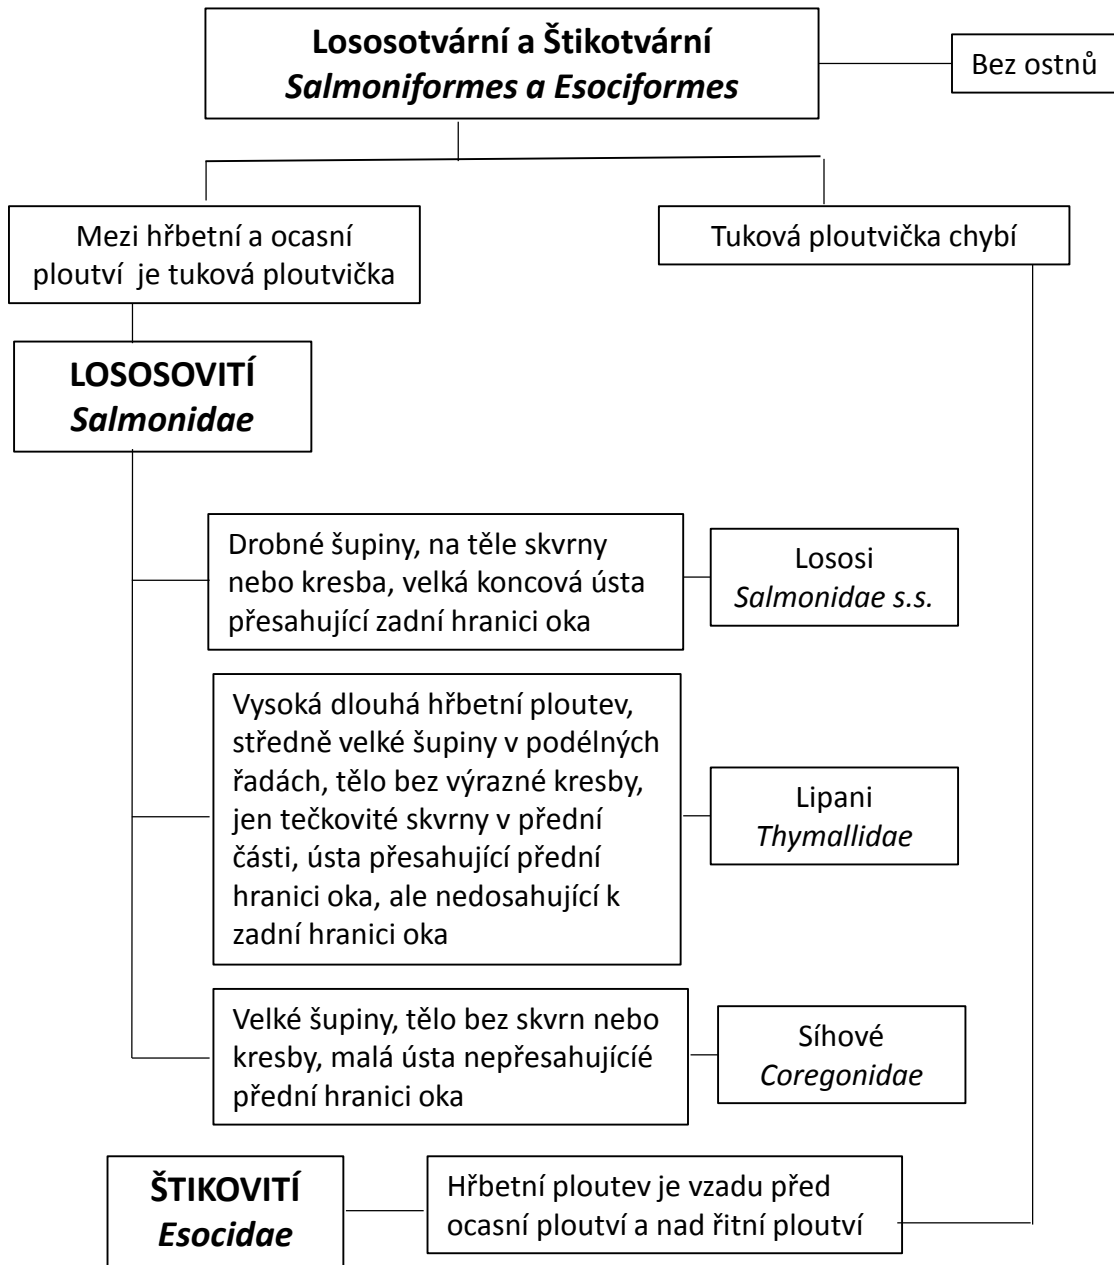 Lososotvární a Štikotvární
Salmoniformes a Esociformes
Bez ostnů
Mezi hřbetní a ocasní
ploutví je tuková ploutvička
Tuková ploutvička chybí
LOSOSOVITÍ
Salmonidae
Drobné šupiny, na těle skvrny
nebo kresba, velká koncová ústa
přesahující zadní hranici oka
Lososi
Salmonidae s.s.
Vysoká dlouhá hřbetní ploutev,
středně velké šupiny v podélných
řadách, tělo bez výrazné kresby,
jen tečkovité skvrny v přední
části, ústa přesahující přední
hranici oka, ale nedosahující k
zadní hranici oka
Lipani
Thymallidae
Velké šupiny, tělo bez skvrn nebo
kresby, malá ústa nepřesahujícíé
přední hranici oka
Síhové
Coregonidae
ŠTIKOVITÍ
Esocidae
Hřbetní ploutev je vzadu před
ocasní ploutví a nad řitní ploutví